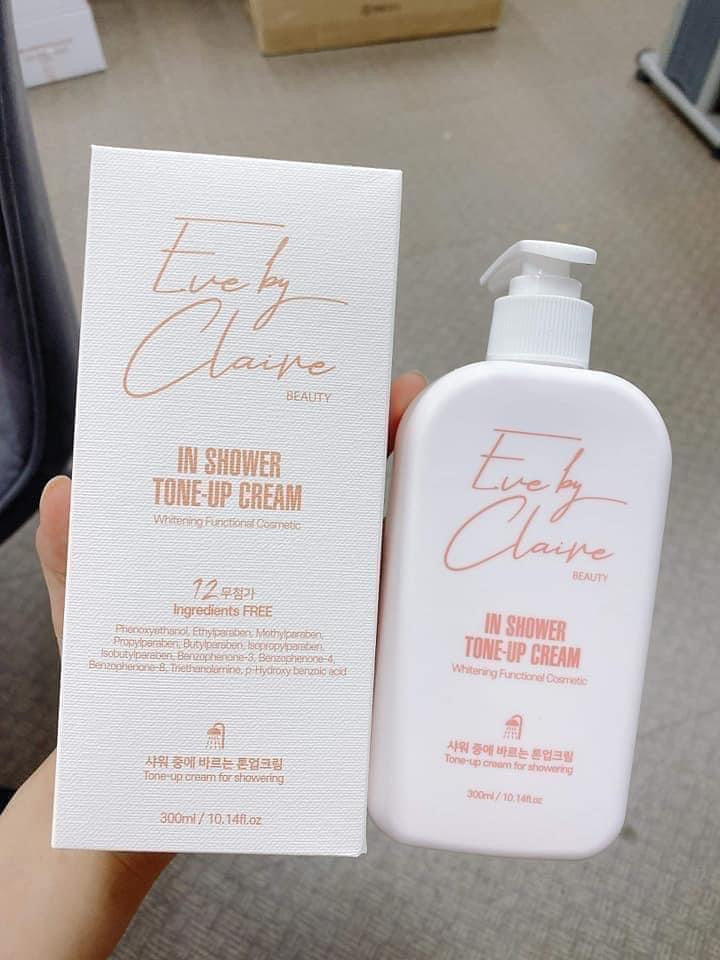 Eve by
Claire
BEAUTY
IN SHOWER
TONE-UP CREAM
Whitening Functional Cosmetic
12 무첨가
Ingredients FREE
Phenoxyethanol, Ethylparaben, Methylparaben,
Propylparaben, Butylparaben, Isopropylparaben,
Isobutylparaben, Benzophenone-3, Benzophenone-4,
Benzophenone-8, Triethanolamine, p-Hydroxy benzoic acid
샤워 중에 바르는 톤업크림
Tone-up cream for showering
300ml / 10.14fl.oz
Eve by
Claire
BEAUTY
IN SHOWER
TONE-UP CREAM
Whitening Functional Cosmetic
샤워 중에 바르는 톤업크림
Tone-up cream for showering
300ml / 10.14fl.oz